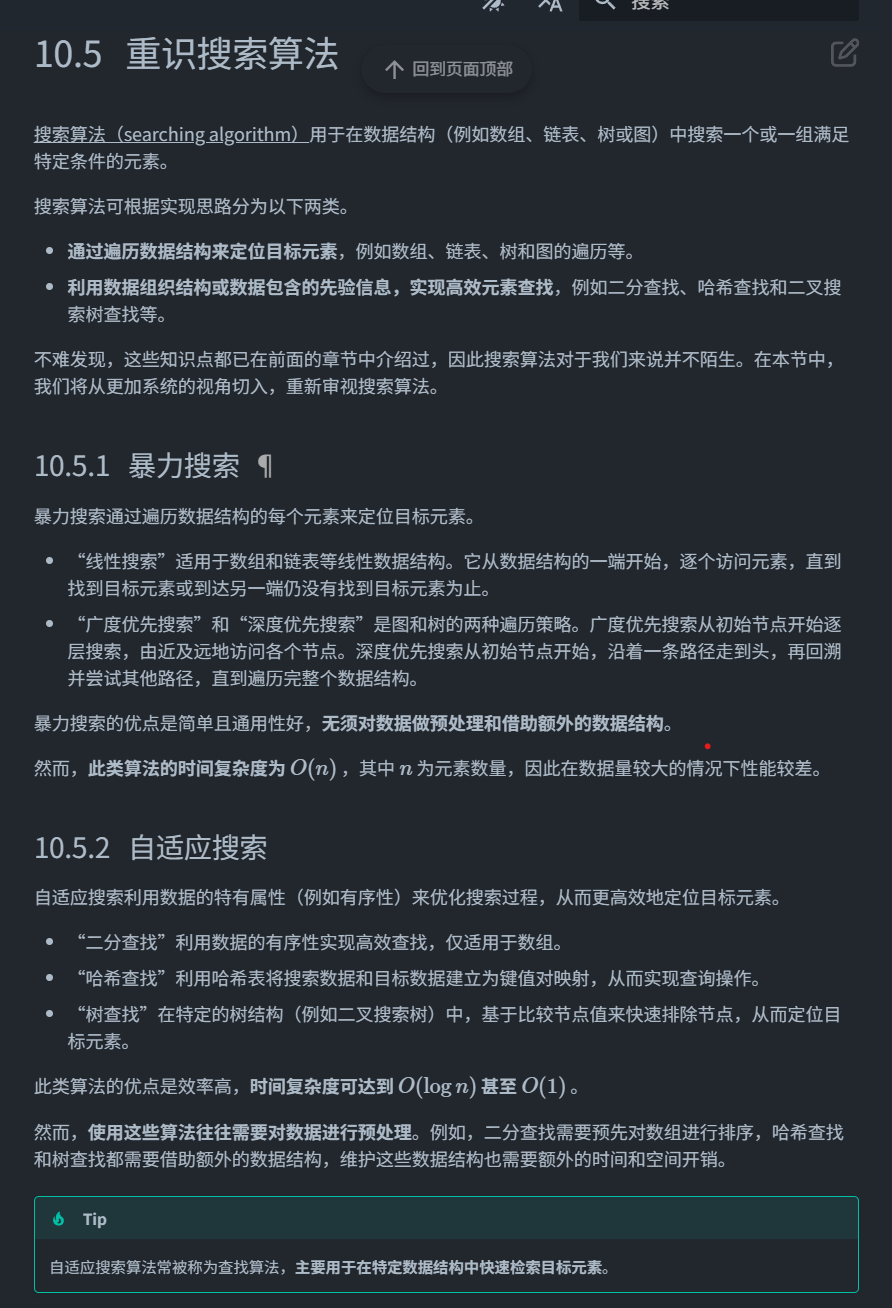 搜索
10.5 重识搜索算法
回到页面顶部
搜索算法（searching algorithm）用于在数据结构（例如数组、链表、树或图）中搜索一个或一组满足
特定条件的元素。
搜索算法可根据实现思路分为以下两类。
• 通过遍历数据结构来定位目标元素，例如数组、链表、树和图的遍历等。
• 利用数据组织结构或数据包含的先验信息，实现高效元素查找，例如二分查找、哈希查找和二叉搜
索树查找等。
不难发现，这些知识点都已在前面的章节中介绍过，因此搜索算法对于我们来说并不陌生。在本节中，
我们将从更加系统的视角切入，重新审视搜索算法。
10.5.1 暴力搜索 ¶
暴力搜索通过遍历数据结构的每个元素来定位目标元素。
• “线性搜索”适用于数组和链表等线性数据结构。它从数据结构的一端开始，逐个访问元素，直到
找到目标元素或到达另一端仍没有找到目标元素为止。
• “广度优先搜索”和“深度优先搜索”是图和树的两种遍历策略。广度优先搜索从初始节点开始逐
层搜索，由近及远地访问各个节点。深度优先搜索从初始节点开始，沿着一条路径走到头，再回溯
并尝试其他路径，直到遍历完整个数据结构。
暴力搜索的优点是简单且通用性好，无须对数据做预处理和借助额外的数据结构。
然而，此类算法的时间复杂度为 O(n) ，其中 n 为元素数量，因此在数据量较大的情况下性能较差。
10.5.2 自适应搜索
自适应搜索利用数据的特有属性（例如有序性）来优化搜索过程，从而更高效地定位目标元素。
• “二分查找”利用数据的有序性实现高效查找，仅适用于数组。
• “哈希查找”利用哈希表将搜索数据和目标数据建立为键值对映射，从而实现查询操作。
• “树查找”在特定的树结构（例如二叉搜索树）中，基于比较节点值来快速排除节点，从而定位目
标元素。
此类算法的优点是效率高，时间复杂度可达到 O(log n) 甚至 O(1) 。
然而，使用这些算法往往需要对数据进行预处理。例如，二分查找需要预先对数组进行排序，哈希查找
和树查找都需要借助额外的数据结构，维护这些数据结构也需要额外的时间和空间开销。
Tip
自适应搜索算法常被称为查找算法，主要用于在特定数据结构中快速检索目标元素。